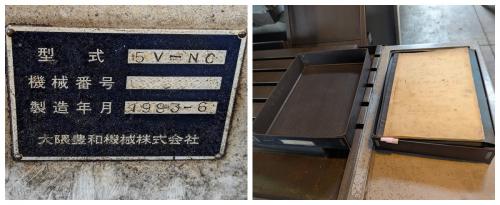 型式 5V-NC
機械番号
製造年月 1983-6
大隈豊和機械株式会社